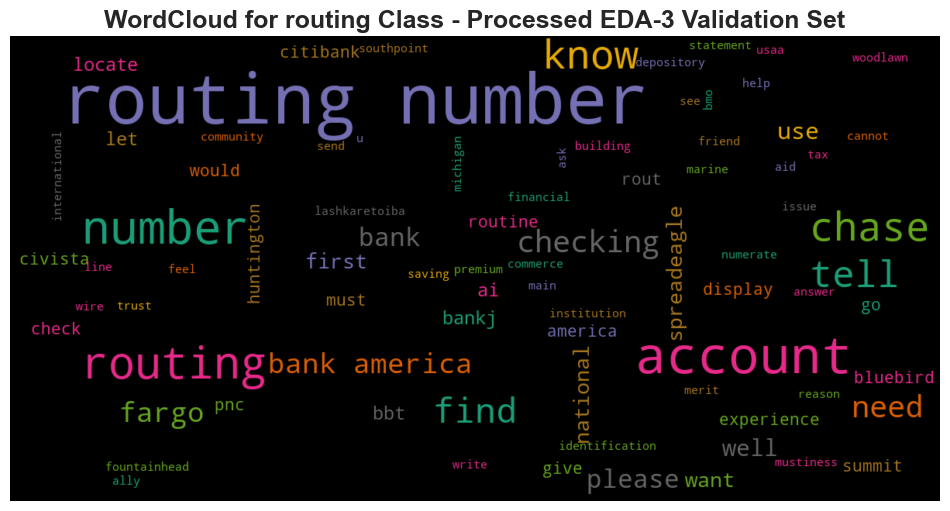 WordCloud for routing Class - Processed EDA-3 Validation Set
citibank southpoint know statement usaa woodlawn
locate depository
routing number help
see bmo
let community u michigan use cannot
send ask building friend tax
international would rout marine aid
financial
number huntington lashkaretoiba routine spreadeagle issue chase
bank checking
civista line feel first saving premium commerce numerate tell
ai main display answer
wire trust must bankj institution go
check america
routing bank america national account bluebird
merit reason
fargo pnc bbt find experience need
identification well
fountainhead write give mustiness summit
ally please want